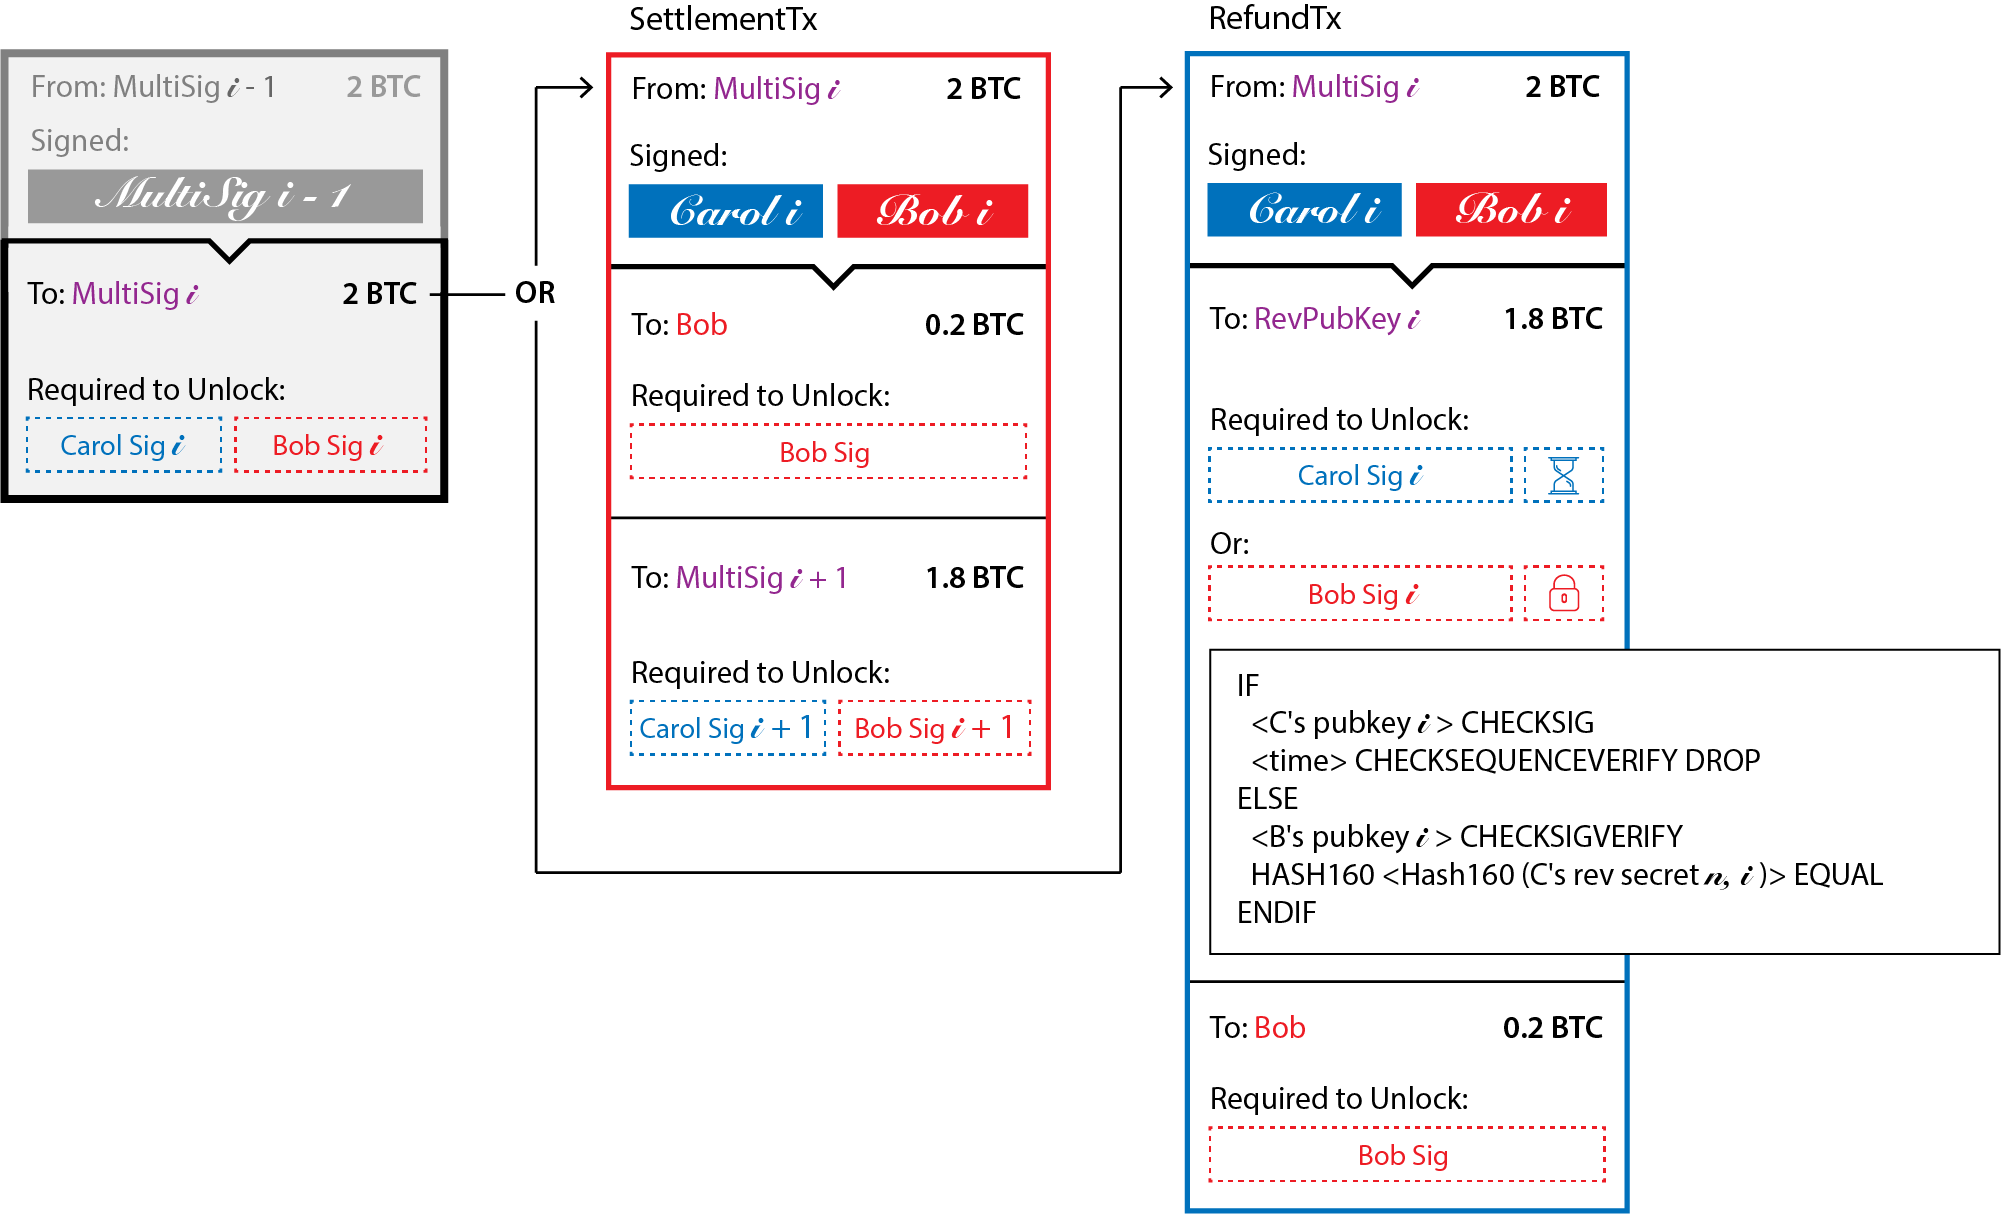 From: MultiSig i - 1 2 BTC
Signed:
MultiSig i - 1
To: MultiSig i 2 BTC
Required to Unlock:
Carol Sig i Bob Sig i
OR
SettlementTx
From: MultiSig i 2 BTC
Signed:
Carol i Bob i
To: Bob 0.2 BTC
Required to Unlock:
Bob Sig
To: MultiSig i + 1 1.8 BTC
Required to Unlock:
Carol Sig i + 1 Bob Sig i + 1
RefundTx
From: MultiSig i 2 BTC
Signed:
Carol i Bob i
To: RevPubKey i 1.8 BTC
Required to Unlock:
Carol Sig i
Or:
Bob Sig i
IF
<C's pubkey i > CHECKSIG
<time> CHECKSEQUENCEVERIFY DROP
ELSE
<B's pubkey i > CHECKSIGVERIFY
HASH160 <Hash160 (C's rev secret n, i )> EQUAL
ENDIF
To: Bob 0.2 BTC
Required to Unlock:
Bob Sig